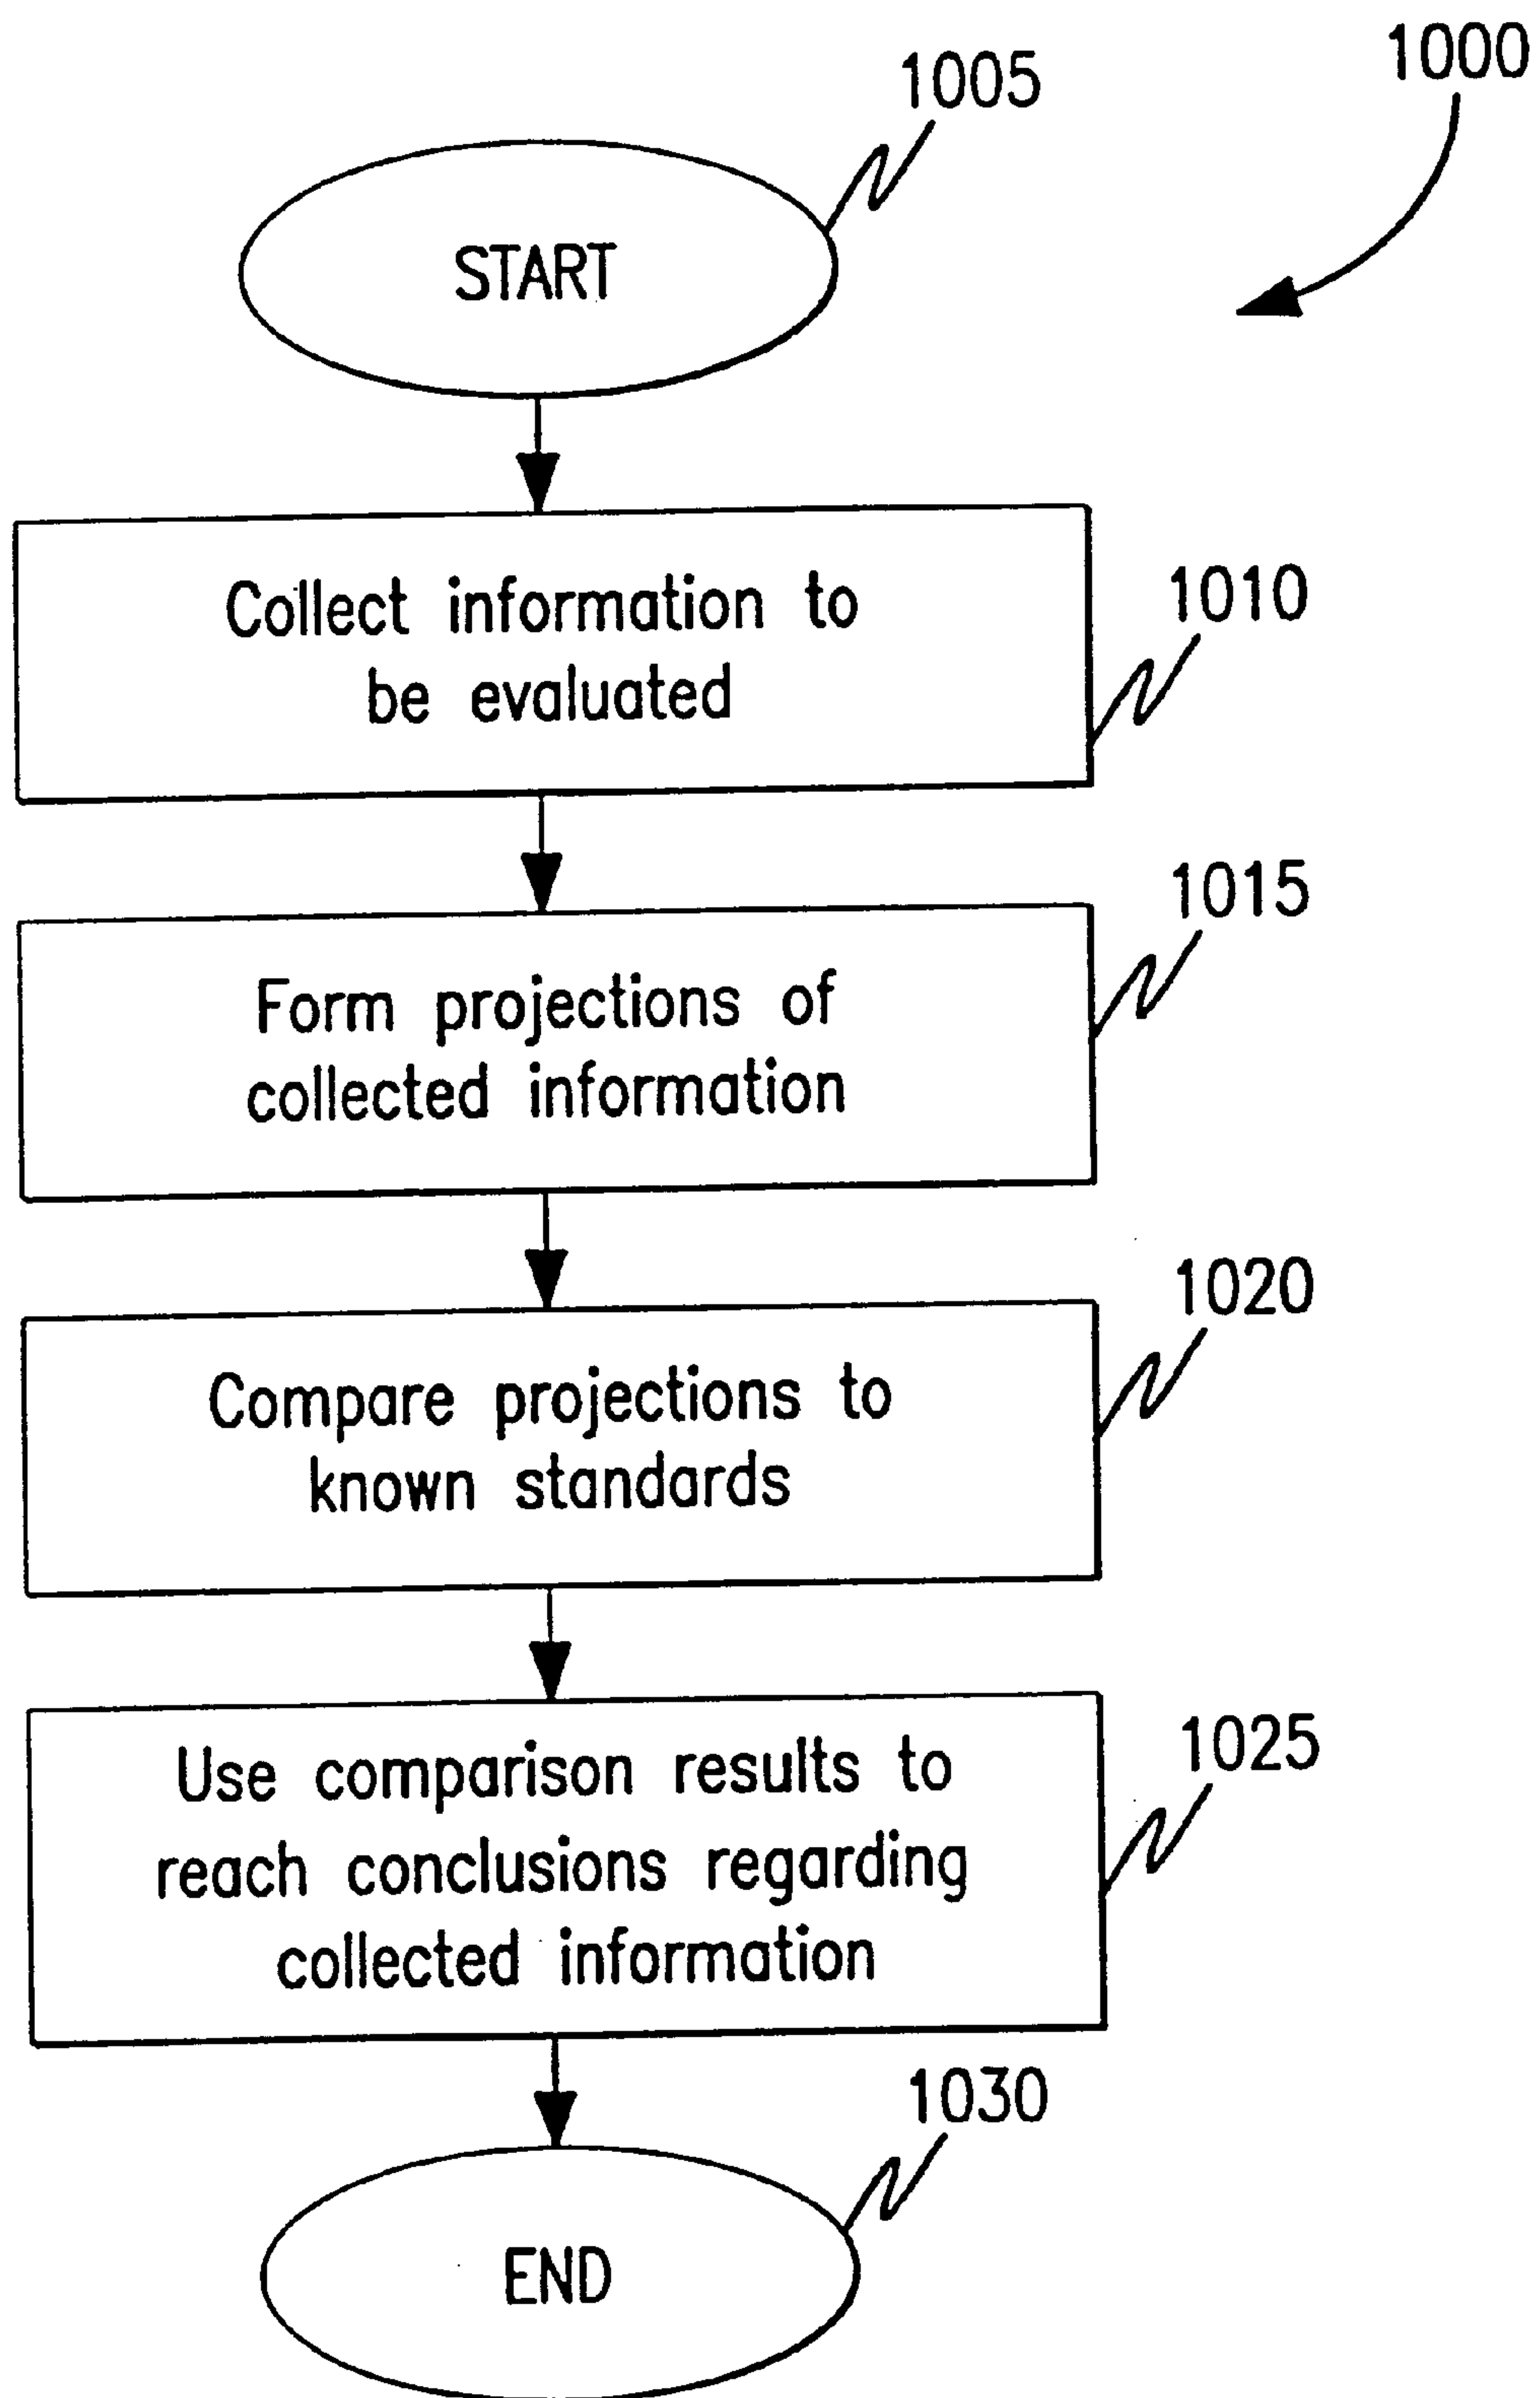 1000
1005
START
Collect information to
be evaluated
1010
1015
Form projections of
collected information
1020
Compare projections to
known standards
1025
Use comparison results to
reach conclusions regarding
collected information
1030
END